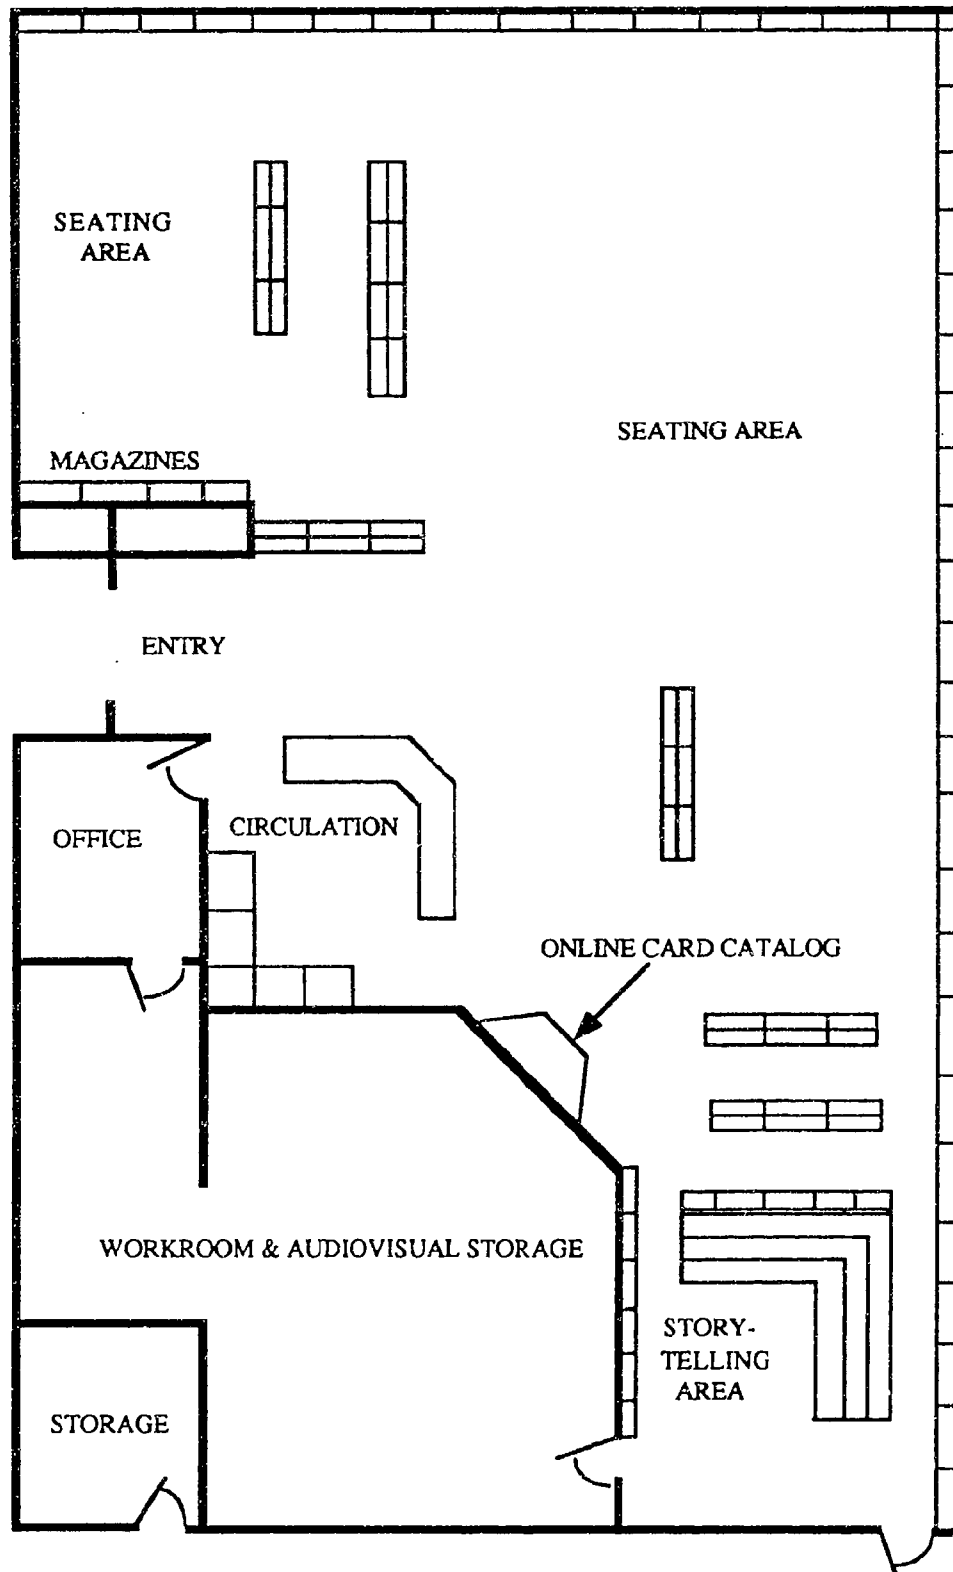 SEATING
AREA
SEATING AREA
MAGAZINES
ENTRY
CIRCULATION
OFFICE
ONLINE CARD CATALOG
WORKROOM & AUDIOVISUAL STORAGE
STORY-
TELLING
AREA
STORAGE